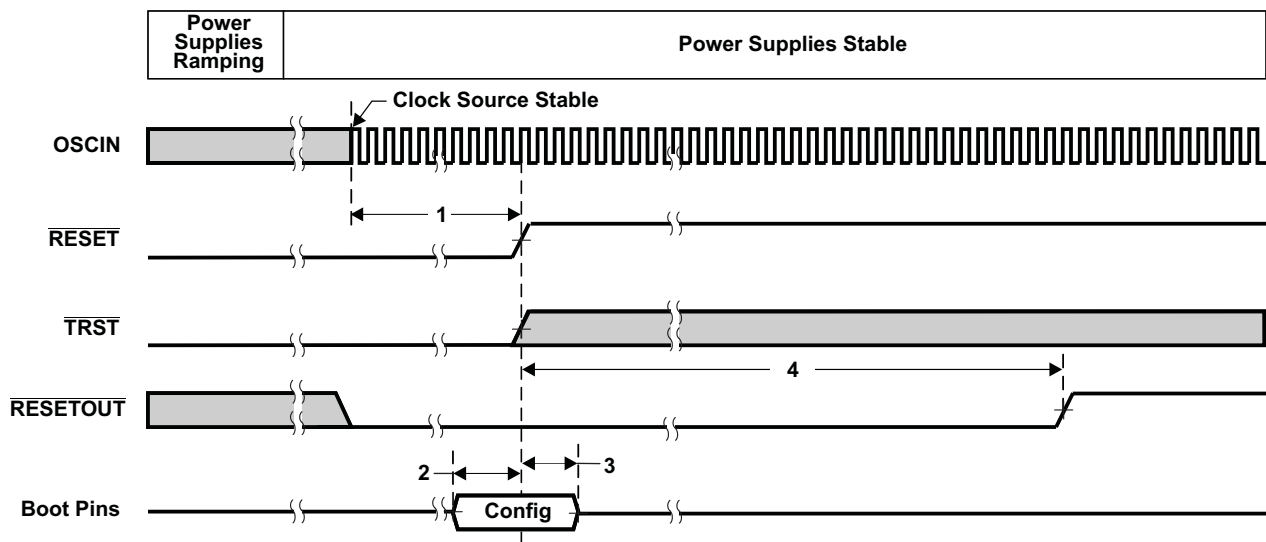 Power
Supplies
Ramping
Power Supplies Stable
Clock Source Stable
OSCIN
1
RESET
TRST
4
RESETOUT
2
3
Boot Pins
Config